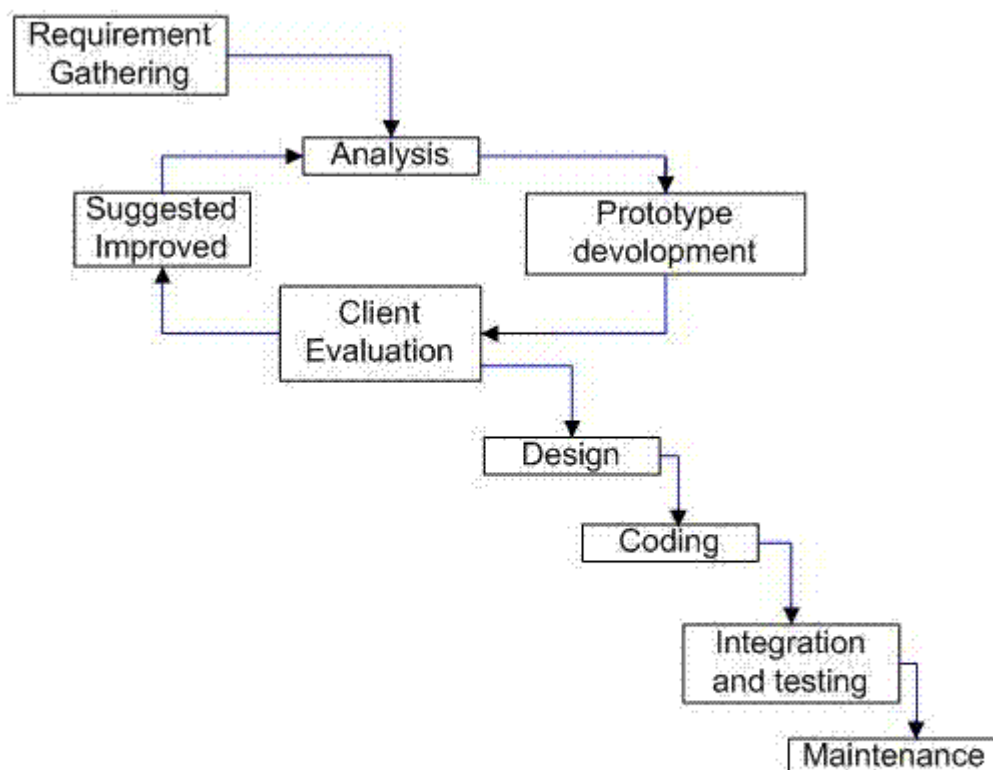 Requirement
Gathering
Analysis
Suggested
Improved
Prototype
devolopment
Client
Evaluation
Design
Coding
Integration
and testing
Maintenance